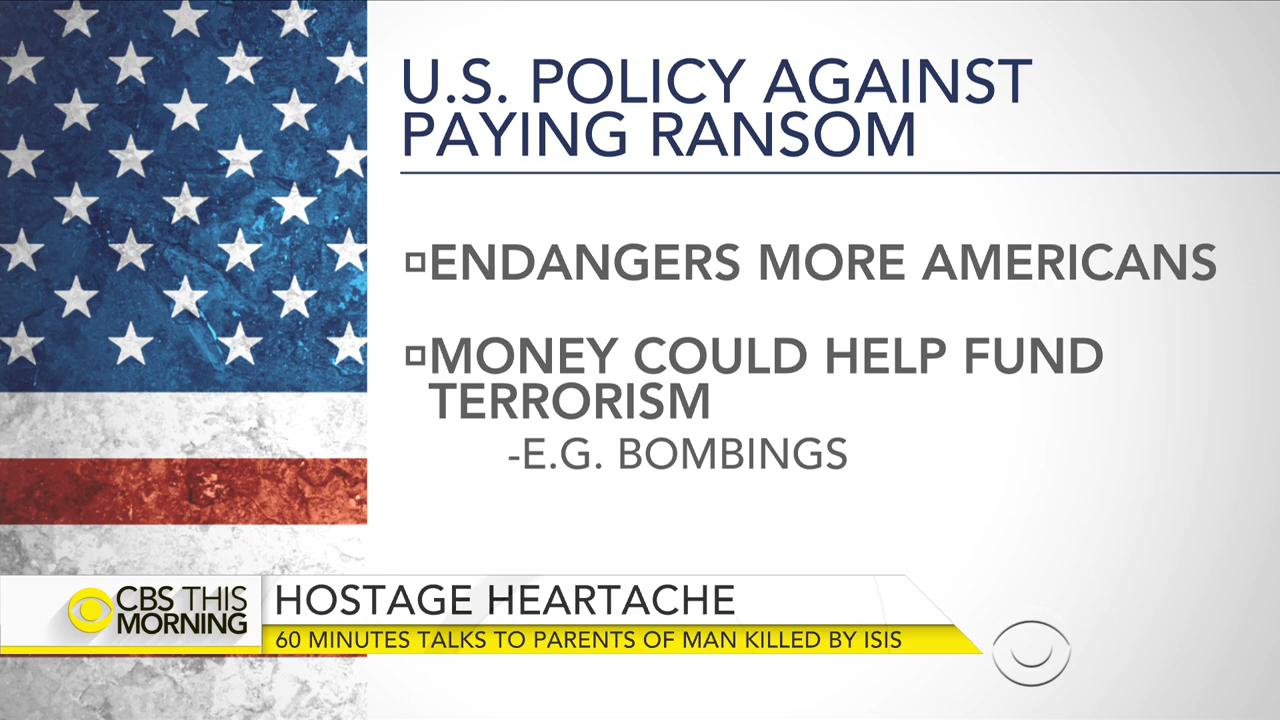 U.S. POLICY AGAINST
PAYING RANSOM
ENDANGERS MORE AMERICANS
MONEY COULD HELP FUND
TERRORISM
-E.G. BOMBINGS
CBS THIS
MORNING
HOSTAGE HEARTACHE
60 MINUTES TALKS TO PARENTS OF MAN KILLED BY ISIS